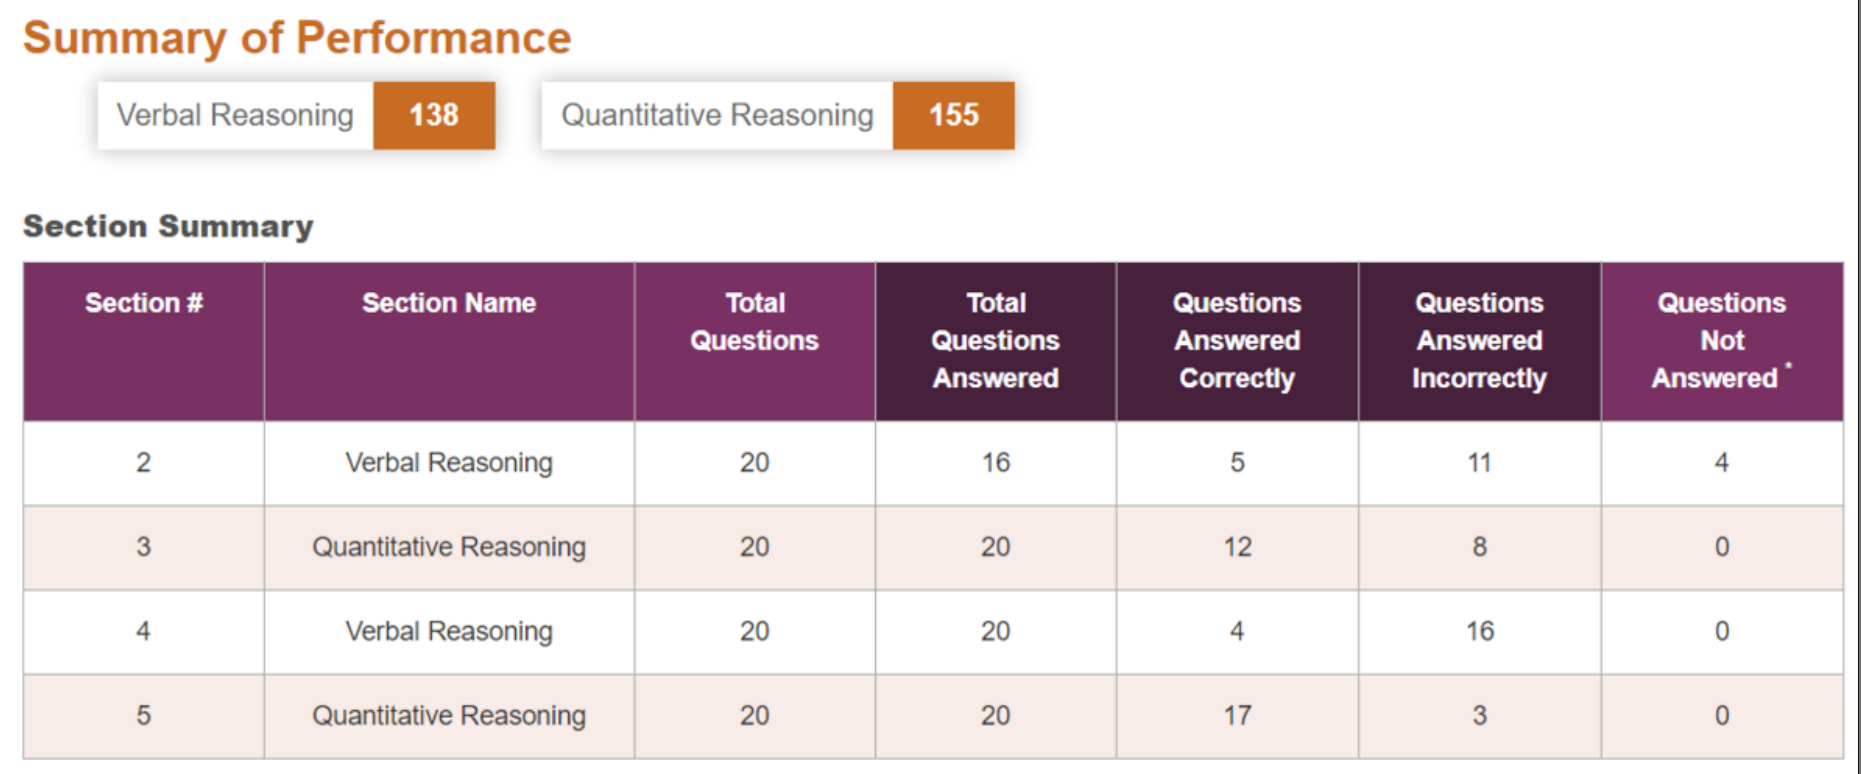 Summary of Performance
Verbal Reasoning 138 Quantitative Reasoning 155
Section Summary
Section # Section Name Total Questions Total Questions Answered Questions Answered Correctly Questions Answered Incorrectly Questions Not Answered *
2 Verbal Reasoning 20 16 5 11 4
3 Quantitative Reasoning 20 20 12 8 0
4 Verbal Reasoning 20 20 4 16 0
5 Quantitative Reasoning 20 20 17 3 0